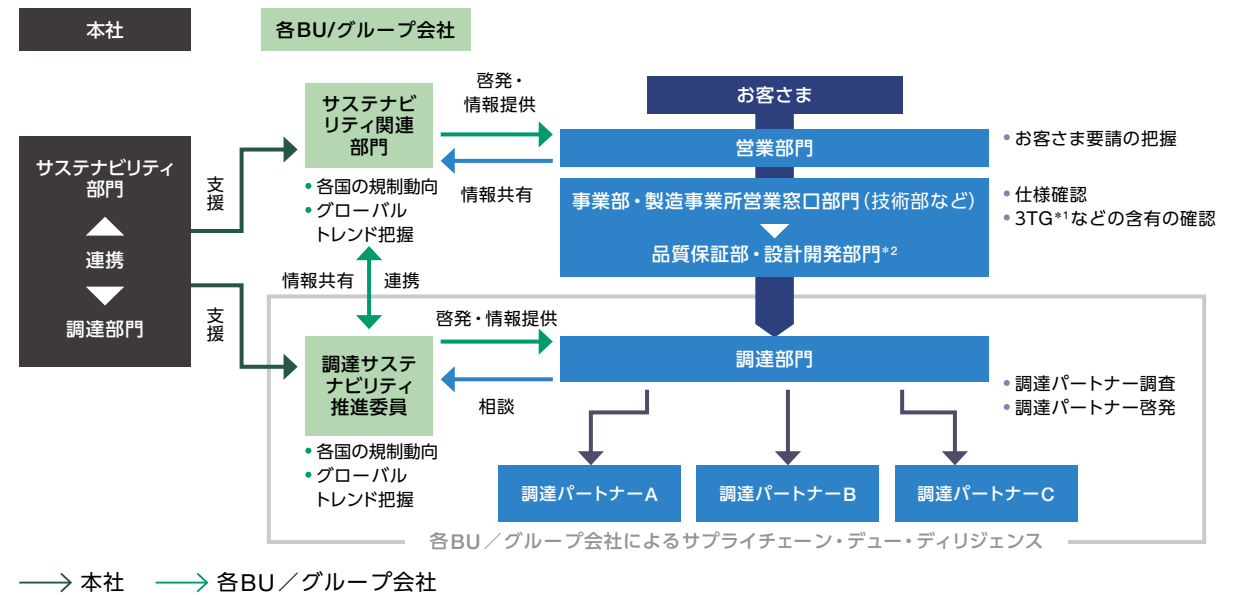 本社
各BU/グループ会社
サステナビリティ
部門
連携
調達部門
支援
支援
サステナビ
リティ関連
部門
•各国の規制動向
•グローバル
トレンド把握
情報共有
連携
調達サステ
ナビリティ
推進委員
•各国の規制動向
•グローバル
トレンド把握
啓発・
情報提供
情報共有
啓発・情報提供
相談
お客さま
営業部門
•お客さま要請の把握
事業部・製造事業所営業窓口部門(技術部など)
品質保証部・設計開発部門*2
•仕様確認
•3TG*1などの含有の確認
調達部門
•調達パートナー調査
•調達パートナー啓発
調達パートナーA
調達パートナーB
調達パートナーC
各BU／グループ会社によるサプライチェーン・デュー・ディリジェンス
本社
各BU／グループ会社